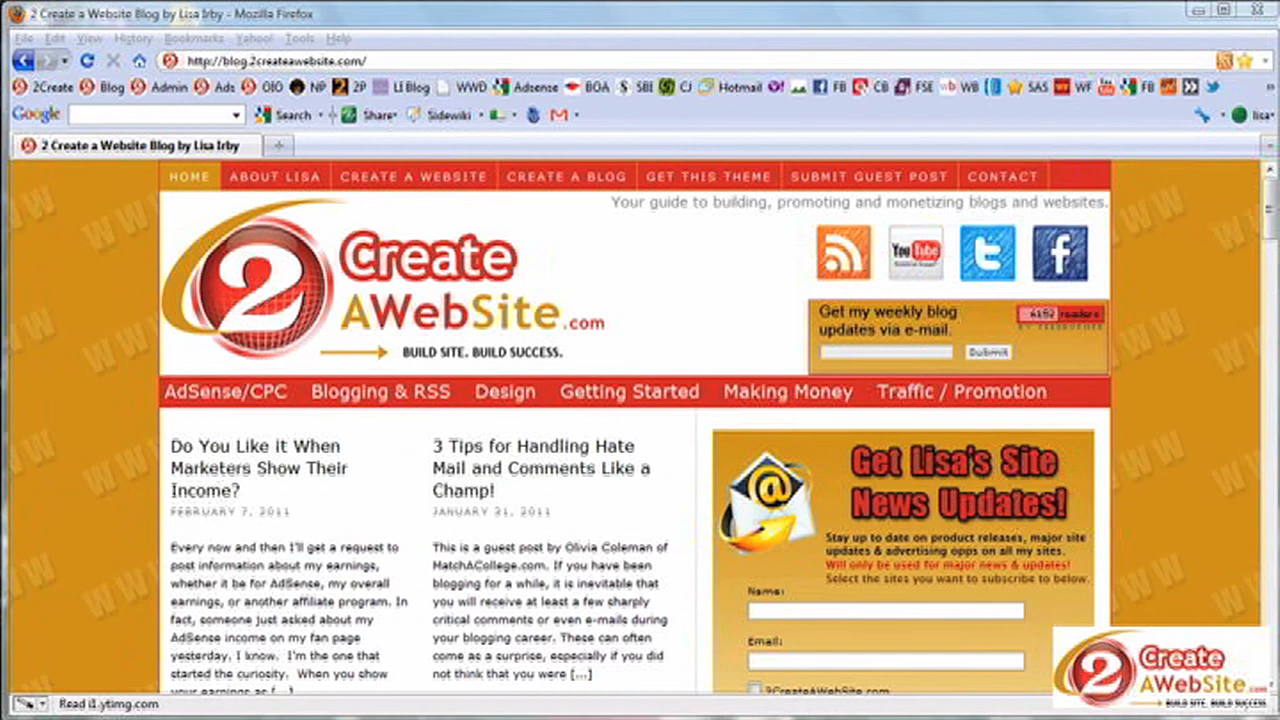 2 Create a Website Blog by Lisa Irby - Mozilla Firefox
File Edit View History Bookmarks Yahoo! Tools Help
http://blog.2createawebsite.com/
2Create Blog Admin Ads OIO NP 2P LI Blog WWD Adsense BOA SBI CJ Hotmail FB CB FSE WB SAS WF FB
Google Search Share Sidewiki lisa
2 Create a Website Blog by Lisa Irby
HOME ABOUT LISA CREATE A WEBSITE CREATE A BLOG GET THIS THEME SUBMIT GUEST POST CONTACT
Your guide to building, promoting and monetizing blogs and websites.
2 Create
AWebSite.com
BUILD SITE. BUILD SUCCESS.
You Tube
Get my weekly blog
updates via e-mail.
readers
BY FEEDBURNER
Submit
AdSense/CPC Blogging & RSS Design Getting Started Making Money Traffic / Promotion
Do You Like it When
Marketers Show Their
Income?
FEBRUARY 7, 2011
Every now and then I'll get a request to
post information about my earnings,
whether it be for AdSense, my overall
earnings, or another affiliate program. In
fact, someone just asked about my
AdSense income on my fan page
yesterday. I know. I'm the one that
started the curiosity. When you show
your earnings as [...]
3 Tips for Handling Hate
Mail and Comments Like a
Champ!
JANUARY 31, 2011
This is a guest post by Olivia Coleman of
MatchACollege.com. If you have been
blogging for a while, it is inevitable that
you will receive at least a few sharply
critical comments or even e-mails during
your blogging career. These can often
come as a surprise, especially if you did
not think that you were [...]
Get Lisa's Site
News Updates!
Stay up to date on product releases, major site
updates & advertising opps on all my sites.
Will only be used for major news & updates!
Select the sites you want to subscribe to below.
Name:
Email:
2CreateAWebSite.com
2 Create
AWebSite.com
BUILD SITE. BUILD SUCCESS.
Read i1.ytimg.com